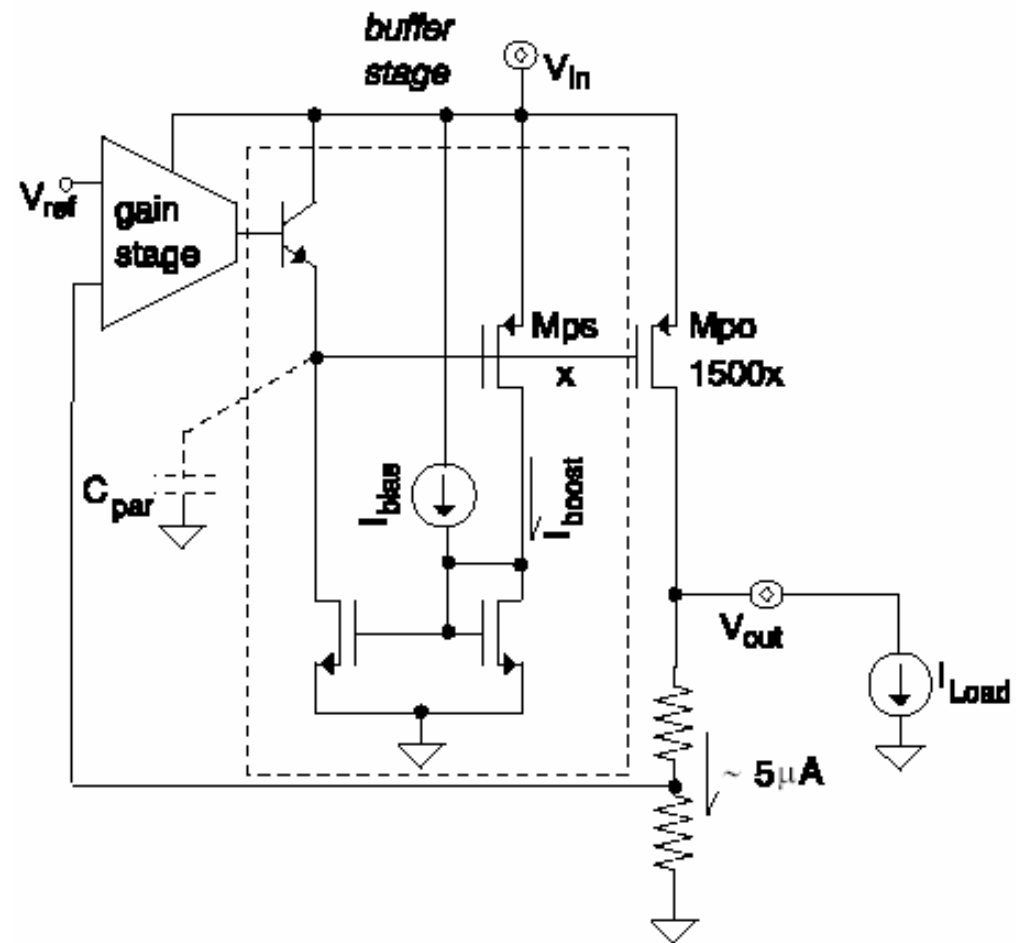 buffer
stage
Vin
Vref
gain
stage
Mps
x
Mpo
1500x
Cpar
Ibias
Iboost
Vout
ILoad
~ 5μA